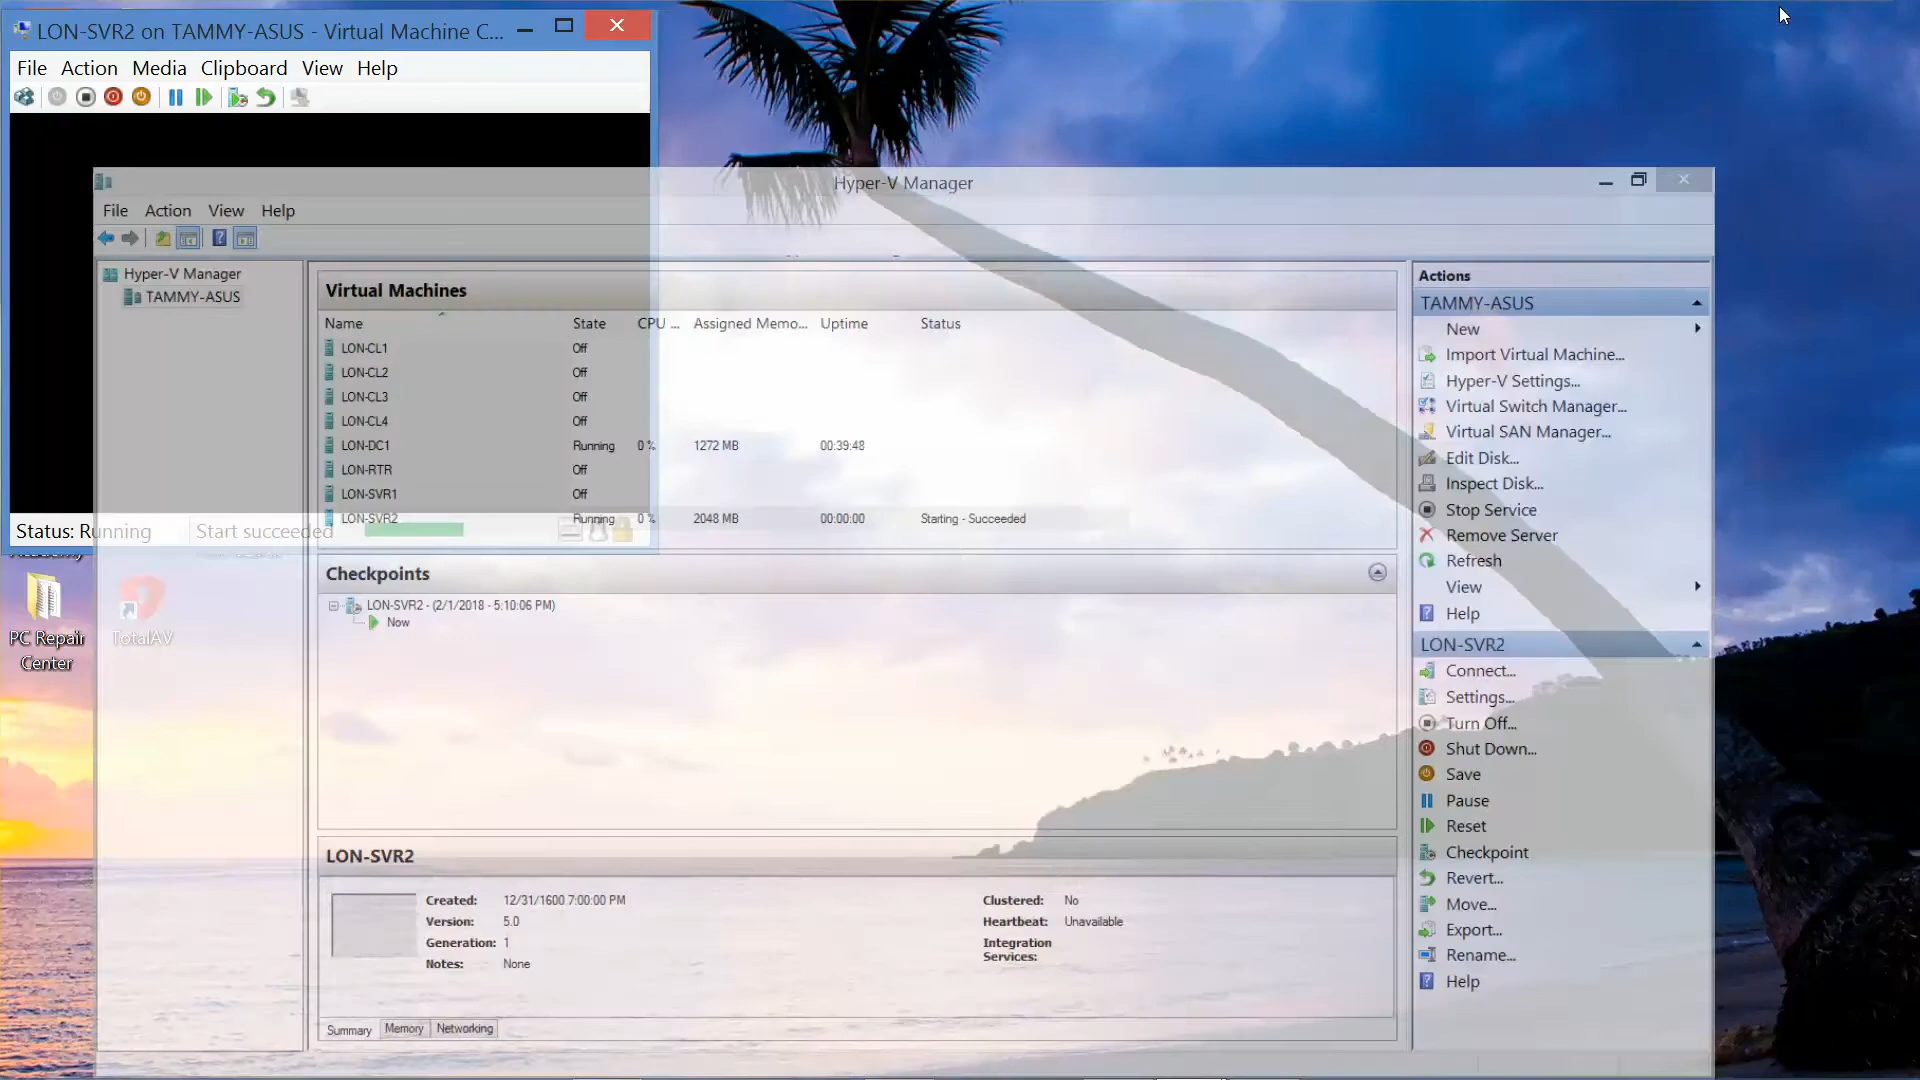 LON-SVR2 on TAMMY-ASUS - Virtual Machine C...
File Action Media Clipboard View Help
Status: Running Start succeeded
PC Repair
Center
TotalAV
Hyper-V Manager
File Action View Help
Hyper-V Manager
TAMMY-ASUS
Virtual Machines
Name State CPU ... Assigned Memo... Uptime Status
LON-CL1 Off
LON-CL2 Off
LON-CL3 Off
LON-CL4 Off
LON-DC1 Running 0 % 1272 MB 00:39:48
LON-RTR Off
LON-SVR1 Off
LON-SVR2 Running 0 % 2048 MB 00:00:00 Starting - Succeeded
Checkpoints
LON-SVR2 - (2/1/2018 - 5:10:06 PM)
Now
LON-SVR2
Created: 12/31/1600 7:00:00 PM
Version: 5.0
Generation: 1
Notes: None
Clustered: No
Heartbeat: Unavailable
Integration
Services:
Summary Memory Networking
Actions
TAMMY-ASUS
New
Import Virtual Machine...
Hyper-V Settings...
Virtual Switch Manager...
Virtual SAN Manager...
Edit Disk...
Inspect Disk...
Stop Service
Remove Server
Refresh
View
Help
LON-SVR2
Connect...
Settings...
Turn Off...
Shut Down...
Save
Pause
Reset
Checkpoint
Revert...
Move...
Export...
Rename...
Help